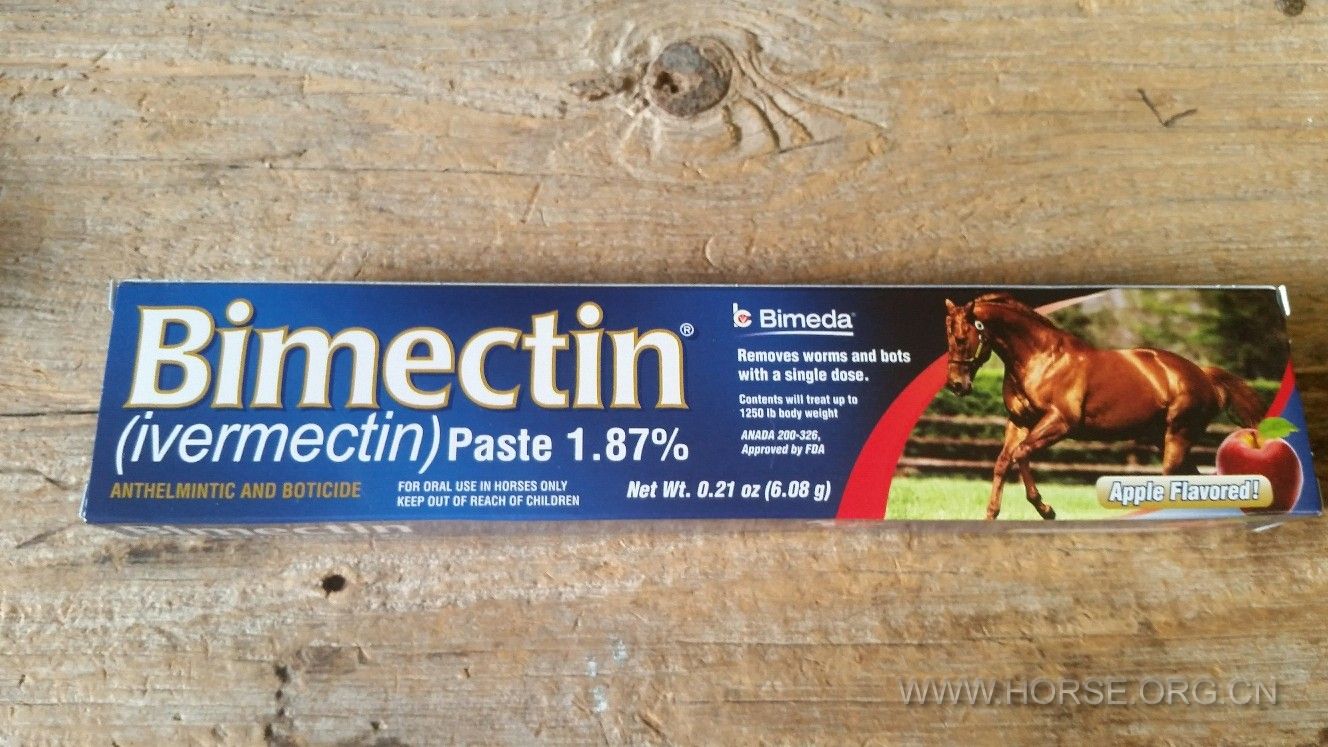 Bimectin®
(ivermectin) Paste 1.87%
ANTHELMINTIC AND BOTICIDE
FOR ORAL USE IN HORSES ONLY
KEEP OUT OF REACH OF CHILDREN
Net Wt. 0.21 oz (6.08 g)
Bimeda®
Removes worms and bots
with a single dose.
Contents will treat up to
1250 lb body weight
ANADA 200-326,
Approved by FDA
Apple Flavored!
WWW.HORSE.ORG.CN